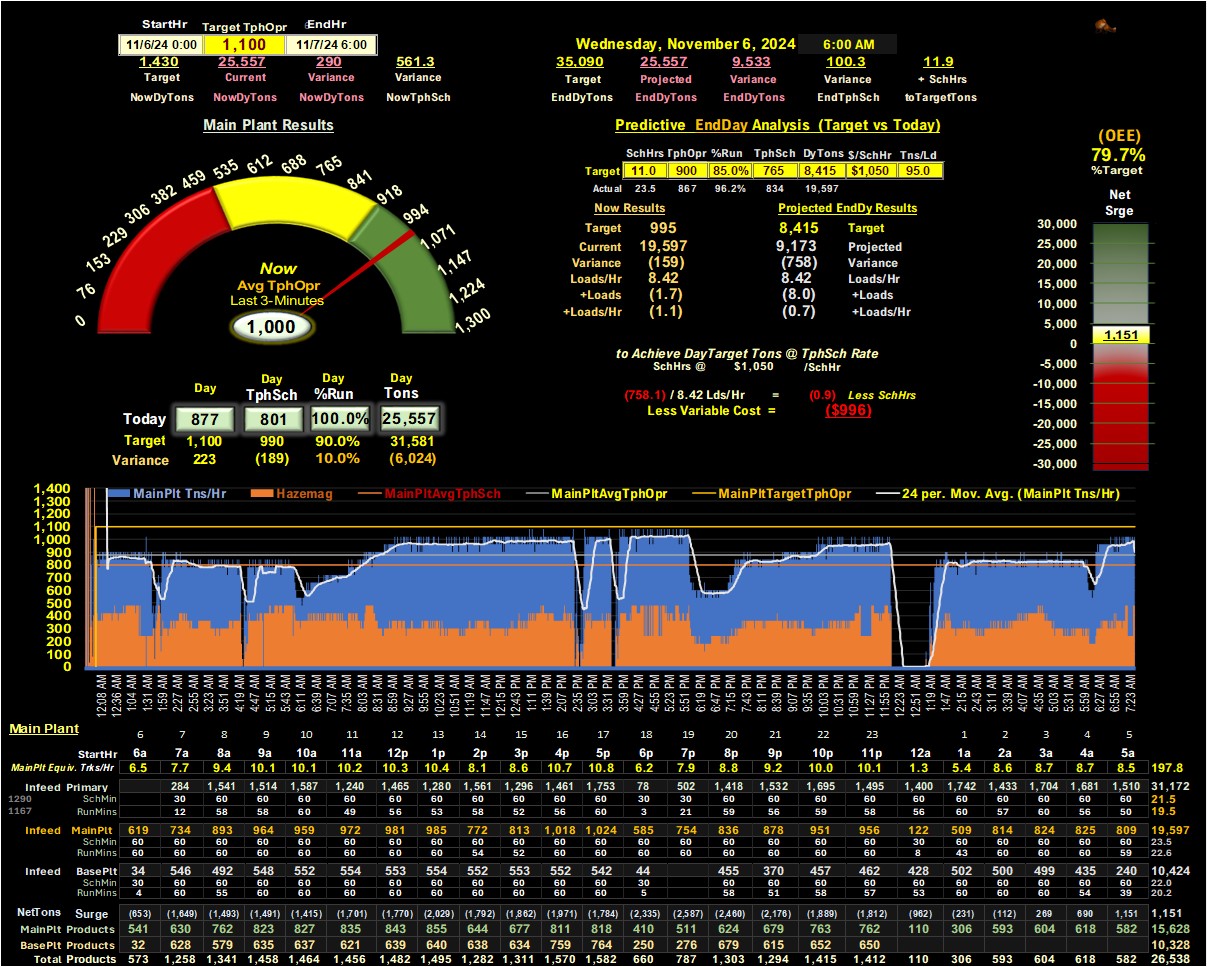 StartHr Target TphOpr EndHr
11/6/24 0:00 1,100 11/7/24 6:00
1,430 25,557 290 561.3
Target Current Variance Variance
NowDyTons NowDyTons NowDyTons NowTphSch
Wednesday, November 6, 2024 6:00 AM
35,090 25,557 9,533 100.3 11.9
Target Projected Variance Variance + SchHrs
EndDyTons EndDyTons EndDyTons EndTphSch toTargetTons
Main Plant Results
0 76 153 229 306 382 459 535 612 688 765 841 918 994 1,071 1,147 1,224 1,300
Now
Avg TphOpr
Last 3-Minutes
1,000
Day Day Day Day
TphSch %Run Tons
Today 877 801 100.0% 25,557
Target 1,100 990 90.0% 31,581
Variance 223 (189) 10.0% (6,024)
Predictive EndDay Analysis (Target vs Today)
SchHrs TphOpr %Run TphSch DyTons $/SchHr Tns/Ld
Target 11.0 900 85.0% 765 8,415 $1,050 95.0
Actual 23.5 867 96.2% 834 19,597
Now Results Projected EndDy Results
Target 995 8,415 Target
Current 19,597 9,173 Projected
Variance (159) (758) Variance
Loads/Hr 8.42 8.42 Loads/Hr
+Loads (1.7) (8.0) +Loads
+Loads/Hr (1.1) (0.7) +Loads/Hr
to Achieve DayTarget Tons @ TphSch Rate
SchHrs @ $1,050 /SchHr
(758.1) / 8.42 Lds/Hr = (0.9) Less SchHrs
Less Variable Cost = ($996)
(OEE)
79.7%
%Target
Net
Srge
30,000
25,000
20,000
15,000
10,000
5,000
1,151
0
-5,000
-10,000
-15,000
-20,000
-25,000
-30,000
MainPlt Tns/Hr Hazemag MainPltAvgTphSch MainPltAvgTphOpr MainPltTargetTphOpr 24 per. Mov. Avg. (MainPlt Tns/Hr)
1,400
1,300
1,200
1,100
1,000
900
800
700
600
500
400
300
200
100
0
12:08 AM 12:36 AM 1:04 AM 1:31 AM 1:59 AM 2:27 AM 2:55 AM 3:23 AM 3:51 AM 4:19 AM 4:47 AM 5:15 AM 5:43 AM 6:11 AM 6:39 AM 7:07 AM 7:35 AM 8:03 AM 8:31 AM 8:59 AM 9:27 AM 9:55 AM 10:23 AM 10:51 AM 11:19 AM 11:47 AM 12:15 PM 12:43 PM 1:11 PM 1:39 PM 2:07 PM 2:35 PM 3:03 PM 3:31 PM 3:59 PM 4:27 PM 4:55 PM 5:23 PM 5:51 PM 6:19 PM 6:47 PM 7:15 PM 7:43 PM 8:11 PM 8:39 PM 9:07 PM 9:35 PM 10:03 PM 10:31 PM 10:59 PM 11:27 PM 11:55 PM 12:23 AM 12:51 AM 1:19 AM 1:47 AM 2:15 AM 2:43 AM 3:11 AM 3:39 AM 4:07 AM 4:35 AM 5:03 AM 5:31 AM 5:59 AM 6:27 AM 6:55 AM 7:23 AM
Main Plant
6 7 8 9 10 11 12 13 14 15 16 17 18 19 20 21 22 23 1 2 3 4 5
StartHr 6a 7a 8a 9a 10a 11a 12p 1p 2p 3p 4p 5p 6p 7p 8p 9p 10p 11p 12a 1a 2a 3a 4a 5a
MainPlt Equiv. Trks/Hr 6.5 7.7 9.4 10.1 10.1 10.2 10.3 10.4 8.1 8.6 10.7 10.8 6.2 7.9 8.8 9.2 10.0 10.1 1.3 5.4 8.6 8.7 8.7 8.5 197.8
Infeed Primary 284 1,541 1,514 1,587 1,240 1,465 1,280 1,561 1,296 1,461 1,753 78 502 1,418 1,532 1,695 1,495 1,400 1,742 1,433 1,704 1,681 1,510 31,172
1290 SchMin 30 60 60 60 60 60 60 60 60 60 60 30 30 60 60 60 60 60 60 60 60 60 60 21.5
1167 RunMins 12 58 58 60 49 56 53 58 52 56 60 3 21 59 56 59 58 56 60 57 60 56 50 19.5
Infeed MainPlt 619 734 893 964 959 972 981 985 772 813 1,018 1,024 585 754 836 878 951 956 122 509 814 824 825 809 19,597
SchMin 60 60 60 60 60 60 60 60 60 60 60 60 60 60 60 60 60 60 30 60 60 60 60 60 23.5
RunMins 60 60 60 60 60 60 60 60 54 52 60 60 60 60 60 60 60 60 8 43 60 60 60 59 22.6
Infeed BasePlt 34 546 492 548 552 554 553 554 552 553 552 542 44 455 370 457 462 428 502 500 499 435 240 10,424
SchMin 30 60 60 60 60 60 60 60 60 60 60 60 30 60 60 60 60 60 60 60 60 60 60 22.0
RunMins 4 60 55 60 60 60 60 60 60 60 60 60 5 58 51 58 57 53 60 60 60 54 39 20.2
NetTons Surge (653) (1,649) (1,493) (1,491) (1,415) (1,701) (1,770) (2,029) (1,792) (1,862) (1,971) (1,784) (2,335) (2,587) (2,460) (2,176) (1,889) (1,812) (962) (231) (112) 269 690 1,151 1,151
MainPlt Products 541 630 762 823 827 835 843 855 644 677 811 818 410 511 624 679 763 762 110 306 593 604 618 582 15,628
BasePlt Products 32 628 579 635 637 621 639 640 638 634 759 764 250 276 679 615 652 650 10,328
Total Products 573 1,258 1,341 1,458 1,464 1,456 1,482 1,495 1,282 1,311 1,570 1,582 660 787 1,303 1,294 1,415 1,412 110 306 593 604 618 582 26,538